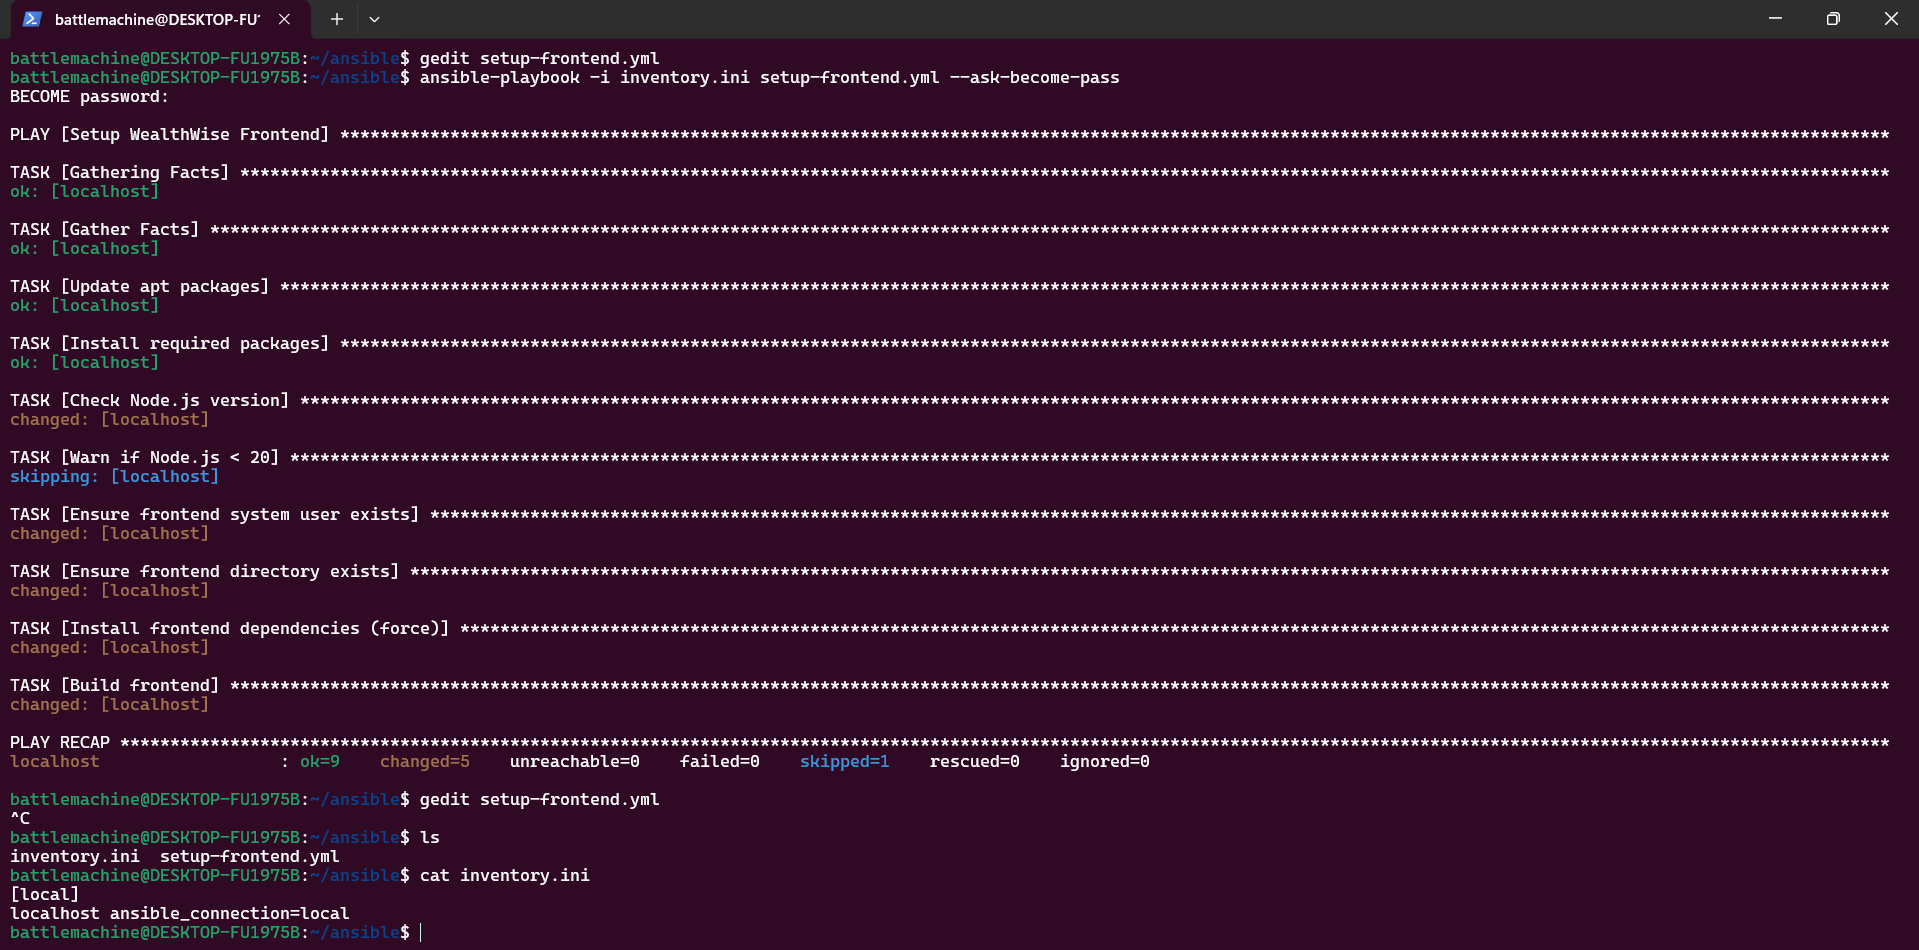 battlemachine@DESKTOP-FU1
battlemachine@DESKTOP-FU1975B:~/ansible$ gedit setup-frontend.yml
battlemachine@DESKTOP-FU1975B:~/ansible$ ansible-playbook -i inventory.ini setup-frontend.yml --ask-become-pass
BECOME password:
PLAY [Setup WealthWise Frontend] ***********************************************************************************************************************************************************
TASK [Gathering Facts] *********************************************************************************************************************************************************************
ok: [localhost]
TASK [Gather Facts] ************************************************************************************************************************************************************************
ok: [localhost]
TASK [Update apt packages] *****************************************************************************************************************************************************************
ok: [localhost]
TASK [Install required packages] ***********************************************************************************************************************************************************
ok: [localhost]
TASK [Check Node.js version] ***************************************************************************************************************************************************************
changed: [localhost]
TASK [Warn if Node.js < 20] ****************************************************************************************************************************************************************
skipping: [localhost]
TASK [Ensure frontend system user exists] **************************************************************************************************************************************************
changed: [localhost]
TASK [Ensure frontend directory exists] ****************************************************************************************************************************************************
changed: [localhost]
TASK [Install frontend dependencies (force)] ***********************************************************************************************************************************************
changed: [localhost]
TASK [Build frontend] **********************************************************************************************************************************************************************
changed: [localhost]
PLAY RECAP *********************************************************************************************************************************************************************************
localhost                  : ok=9    changed=5    unreachable=0    failed=0    skipped=1    rescued=0    ignored=0
battlemachine@DESKTOP-FU1975B:~/ansible$ gedit setup-frontend.yml
^C
battlemachine@DESKTOP-FU1975B:~/ansible$ ls
inventory.ini  setup-frontend.yml
battlemachine@DESKTOP-FU1975B:~/ansible$ cat inventory.ini
[local]
localhost ansible_connection=local
battlemachine@DESKTOP-FU1975B:~/ansible$